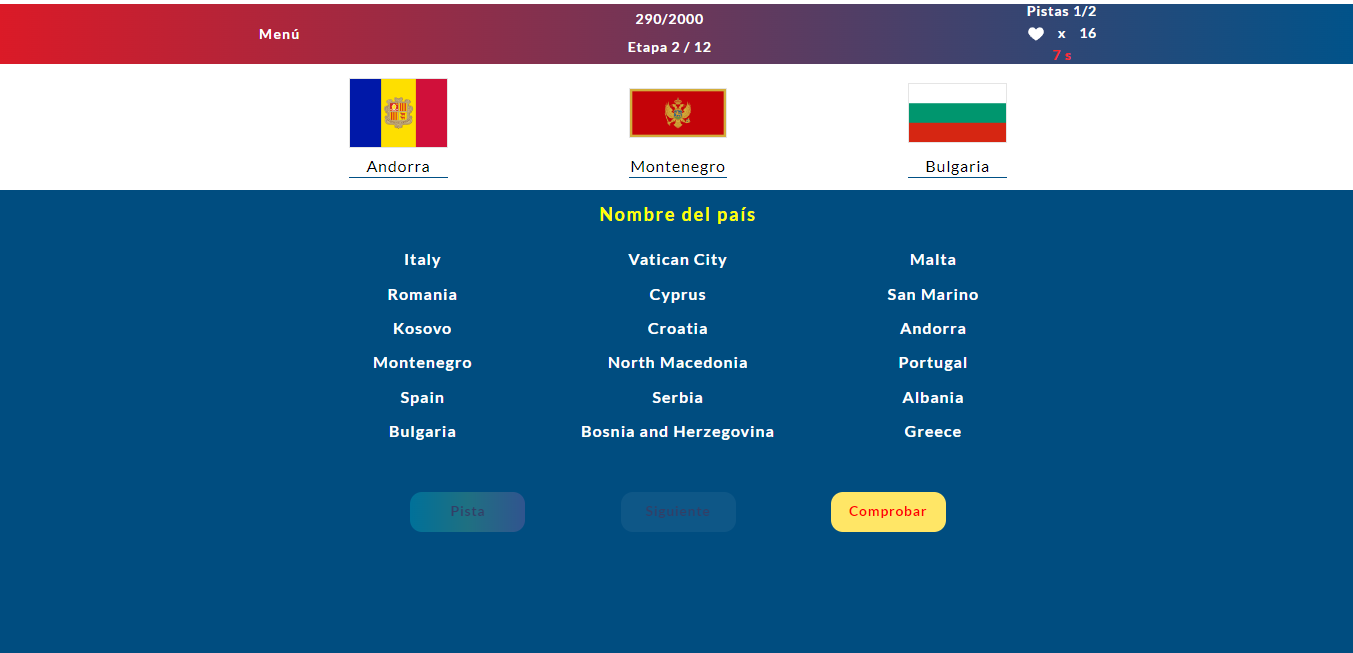 Menú
290/2000
Etapa 2 / 12
Pistas 1/2
x 16
7 s
Andorra Montenegro Bulgaria
Nombre del país
Italy Vatican City Malta
Romania Cyprus San Marino
Kosovo Croatia Andorra
Montenegro North Macedonia Portugal
Spain Serbia Albania
Bulgaria Bosnia and Herzegovina Greece
Pista Siguiente Comprobar